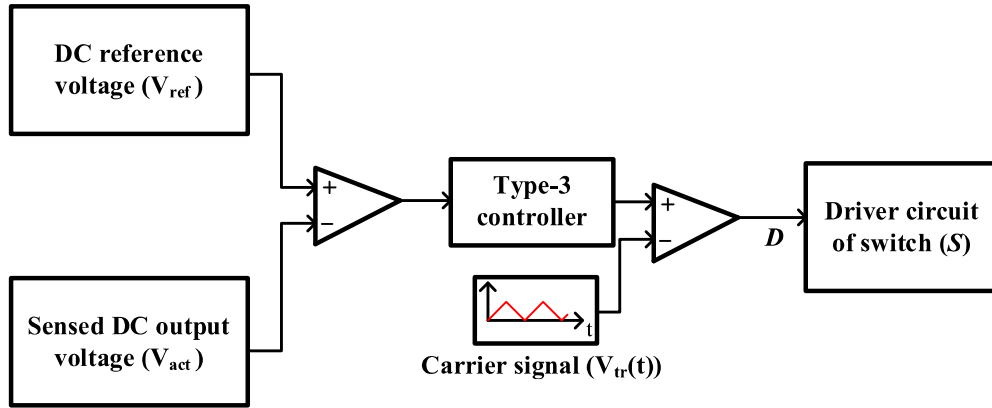 DC reference
voltage (Vref)
Sensed DC output
voltage (Vact)
+
−
Type-3
controller
+
−
t
Carrier signal (Vtr(t))
D
Driver circuit
of switch (S)